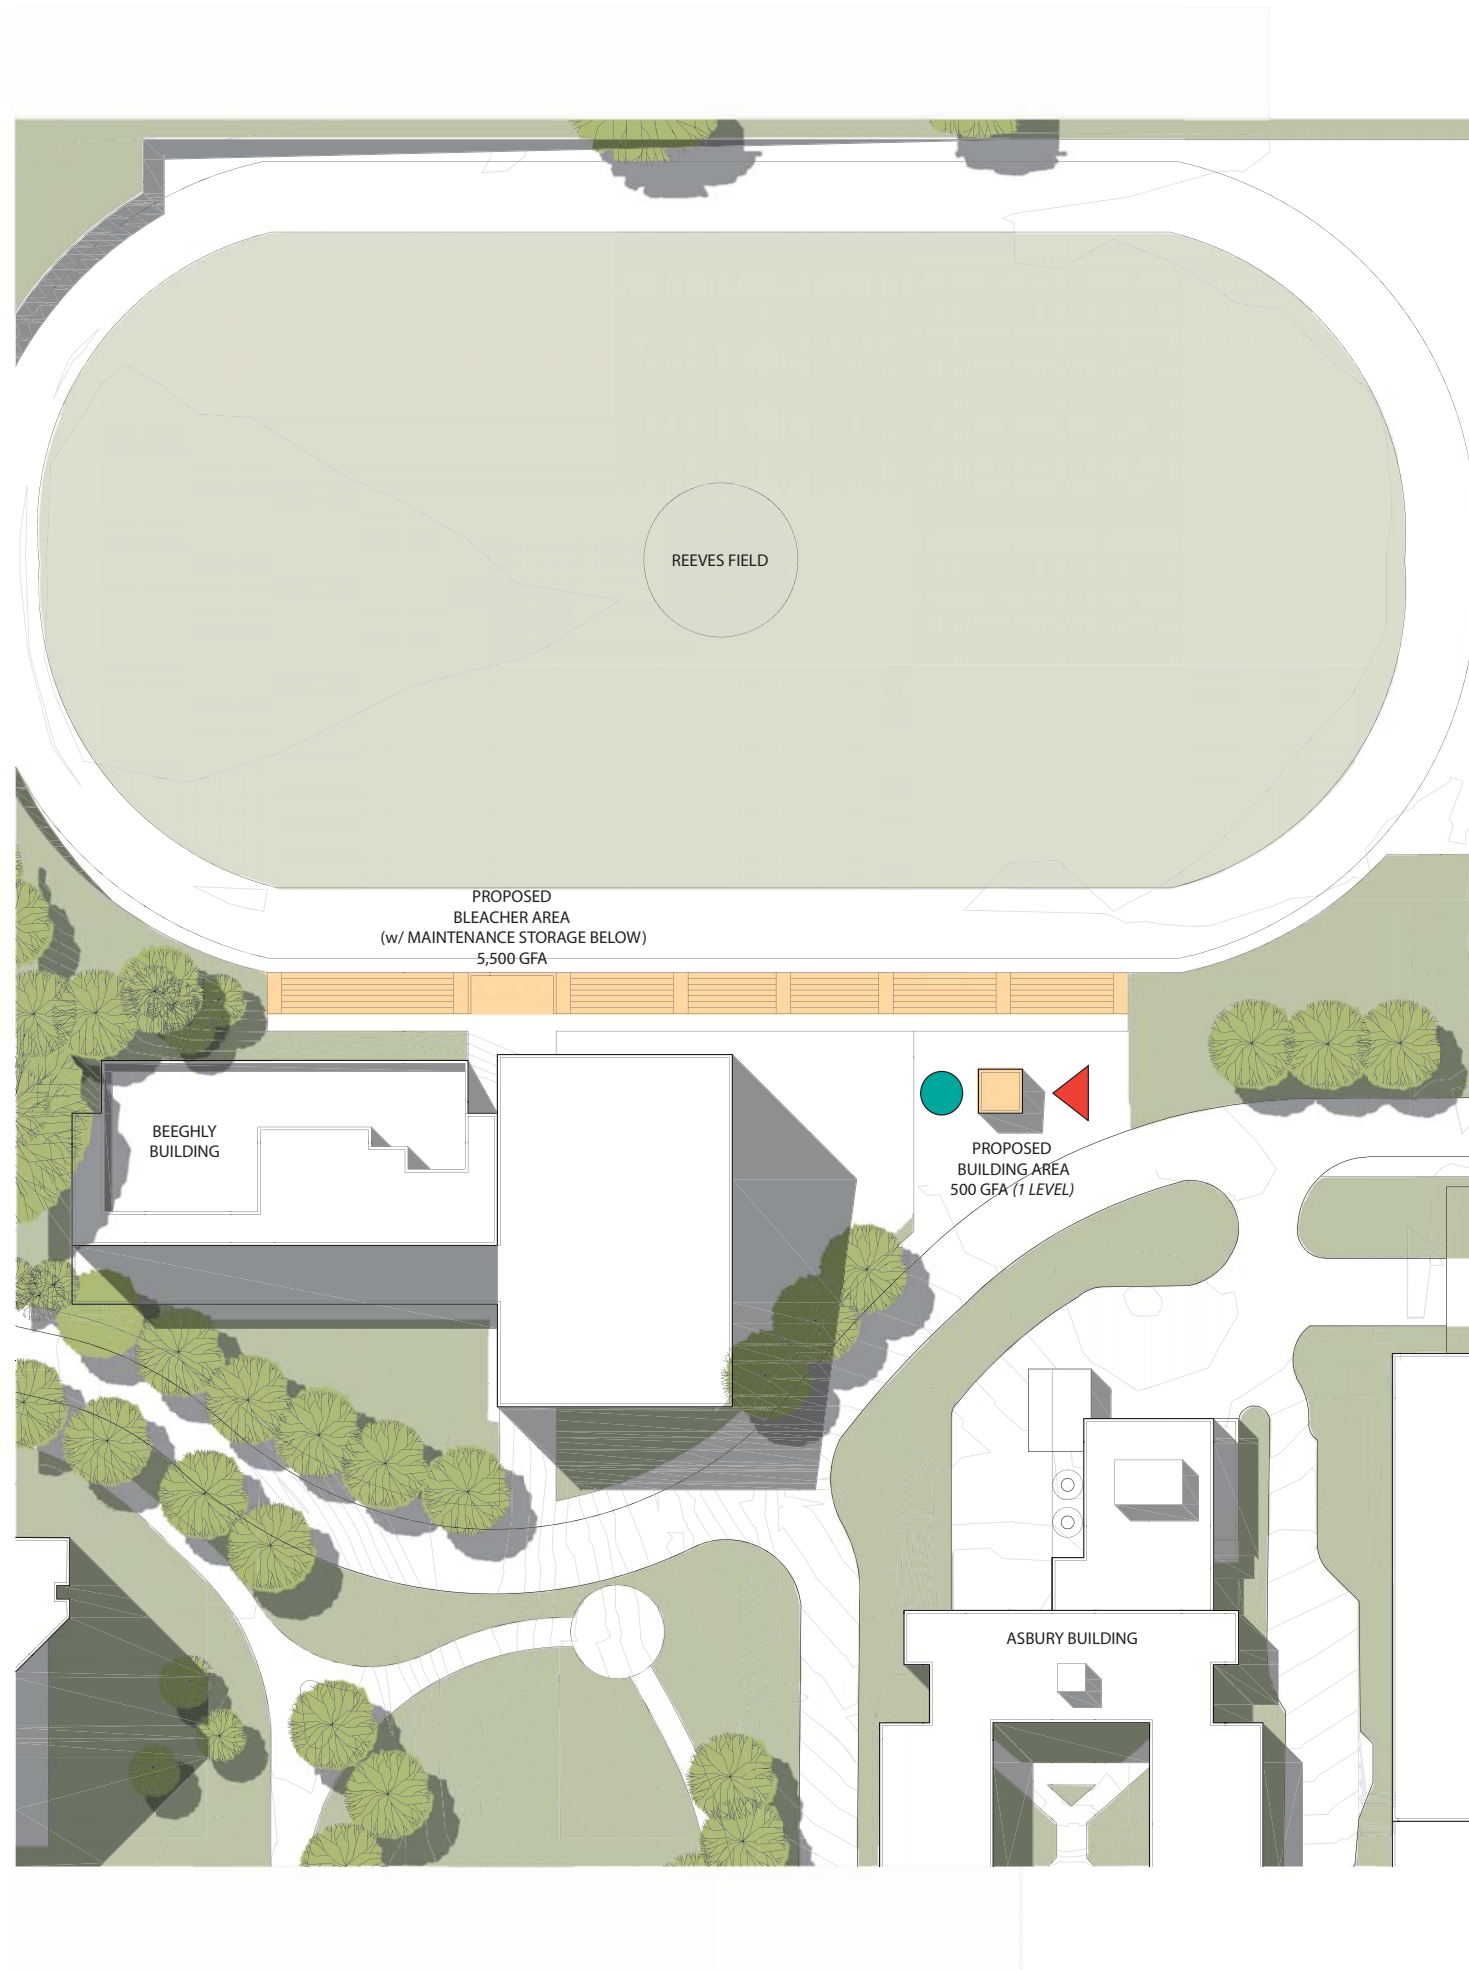 REEVES FIELD
PROPOSED
BLEACHER AREA
(w/ MAINTENANCE STORAGE BELOW)
5,500 GFA
BEEGHLY
BUILDING
PROPOSED
BUILDING AREA
500 GFA (1 LEVEL)
ASBURY BUILDING